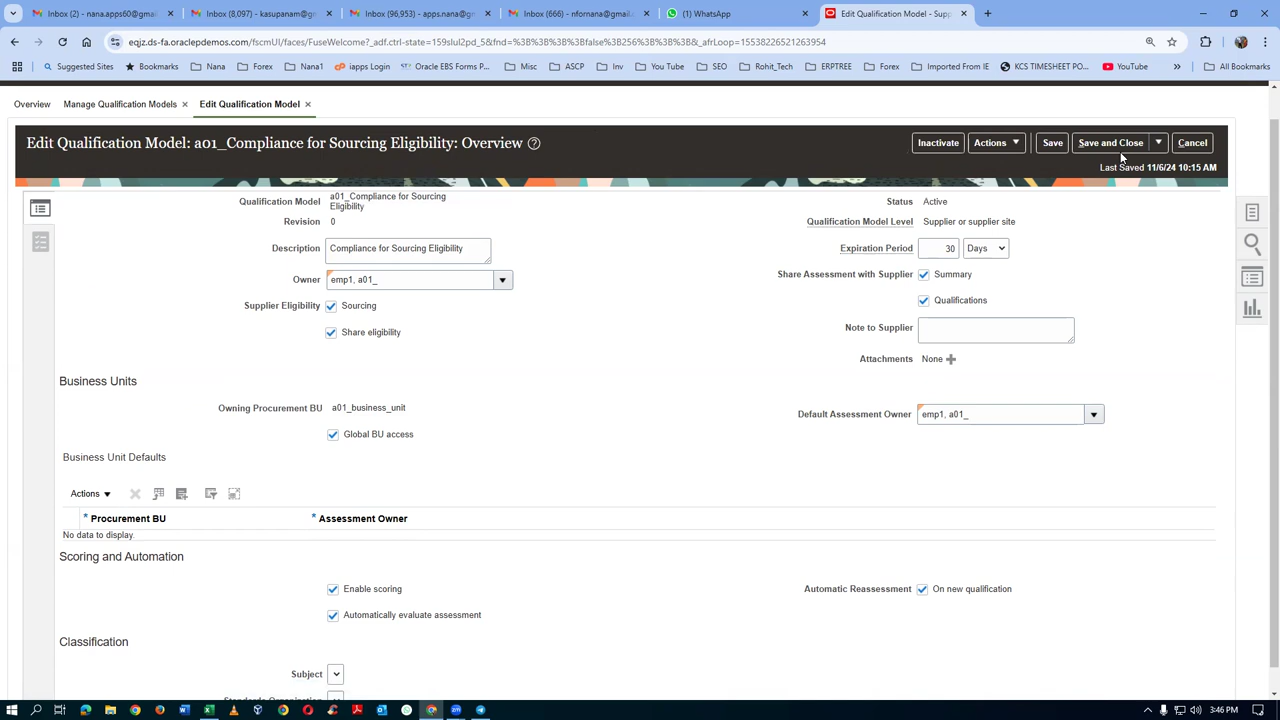 Inbox (2) - nana.apps60@gmail.c
Inbox (8,097) - kasupanam@gmail
Inbox (96,953) - apps.nana@gmail
Inbox (666) - nfornana@gmail.com
(1) WhatsApp
Edit Qualification Model - Supp
eqjz.ds-fa.oraclepdemos.com/fscmUI/faces/FuseWelcome?_adf.ctrl-state=159slul2pd_5&fnd=%3B%3B%3B%3Bfalse%3B256%3B%3B%3B&_afrLoop=15538226521263954
Suggested Sites
Bookmarks
Nana
Forex
Nana1
iapps Login
Oracle EBS Forms P...
Misc
ASCP
Inv
You Tube
SEO
Rohit_Tech
ERPTREE
Forex
Imported From IE
KCS TIMESHEET PO...
YouTube
All Bookmarks
Overview
Manage Qualification Models
Edit Qualification Model
Edit Qualification Model: a01_Compliance for Sourcing Eligibility: Overview
Inactivate
Actions
Save
Save and Close
Cancel
Last Saved 11/6/24 10:15 AM
Qualification Model a01_Compliance for Sourcing
Eligibility
Revision 0
Description Compliance for Sourcing Eligibility
Owner emp1, a01_
Supplier Eligibility Sourcing
Share eligibility
Status Active
Qualification Model Level Supplier or supplier site
Expiration Period 30 Days
Share Assessment with Supplier Summary
Qualifications
Note to Supplier
Attachments None
Business Units
Owning Procurement BU a01_business_unit
Global BU access
Default Assessment Owner emp1, a01_
Business Unit Defaults
Actions
* Procurement BU * Assessment Owner
No data to display.
Scoring and Automation
Enable scoring
Automatically evaluate assessment
Automatic Reassessment On new qualification
Classification
Subject
3:46 PM